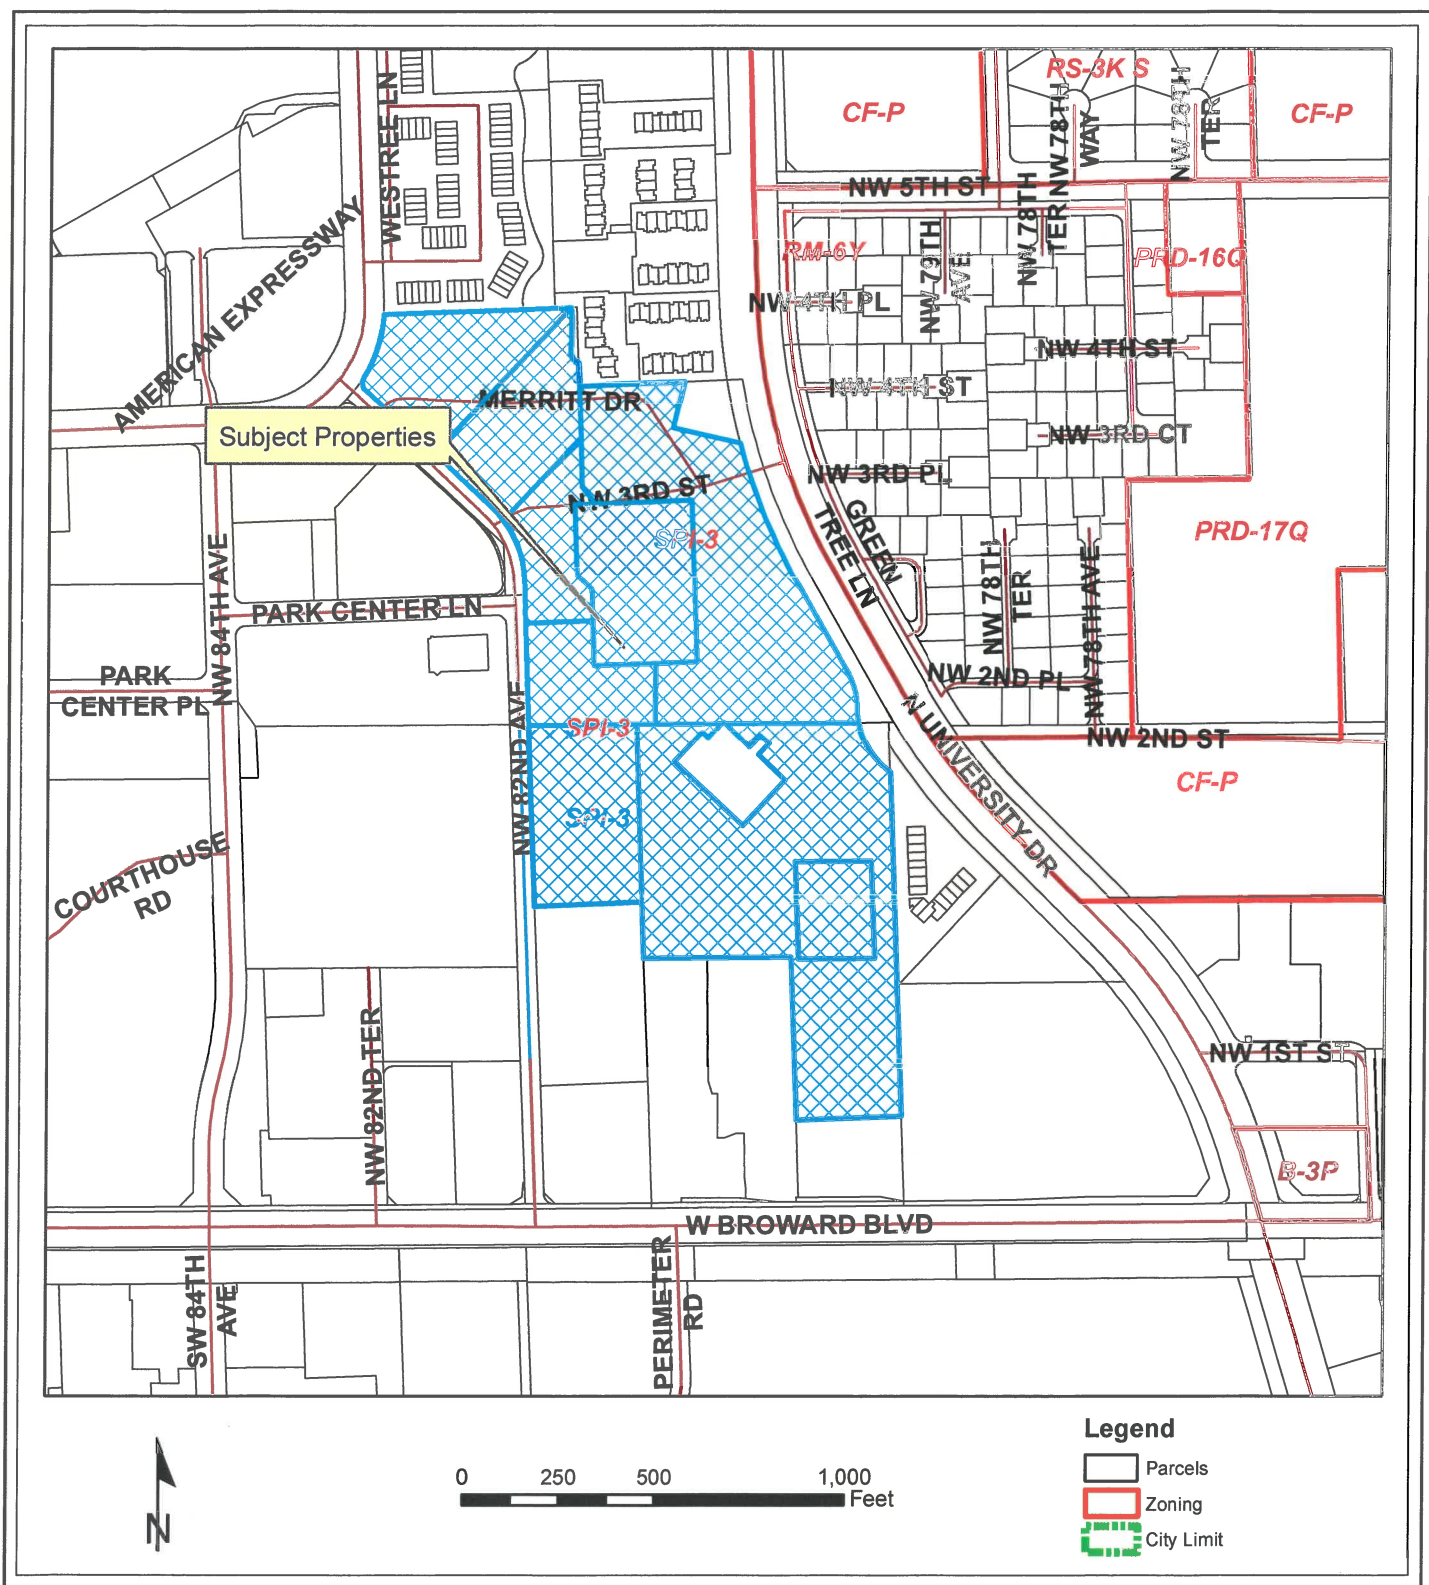 RS-3K S
CF-P
CF-P
WESTREE LN
NW 78TH
WAY
NW 78TH
TER
NW 5TH ST
AMERICAN EXPRESSWAY
RM-6Y
NW 79TH
AVE
NW 78TH
TER
PRD-16Q
NW 4TH PL
NW 4TH ST
NW 4TH ST
MERRITT DR
Subject Properties
NW 3RD CT
NW 3RD PL
NW 3RD ST
GREEN
TREE LN
SPI-3
PRD-17Q
NW 84TH AVE
NW 78TH
TER
NW 78TH AVE
PARK CENTER LN
PARK
CENTER PL
NW 2ND PL
N UNIVERSITY DR
NW 82ND AVE
SPI-3
NW 2ND ST
CF-P
SPI-3
COURTHOUSE
RD
NW 82ND TER
NW 1ST ST
B-3P
W BROWARD BLVD
SW 84TH
AVE
PERIMETER
RD
N
0 250 500 1,000
Feet
Legend
Parcels
Zoning
City Limit